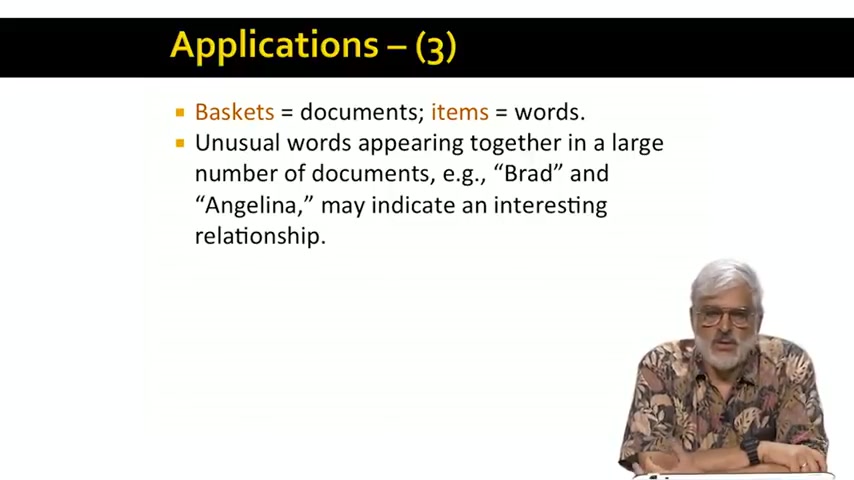 Applications – (3)
Baskets = documents; items = words.
Unusual words appearing together in a large
number of documents, e.g., “Brad” and
“Angelina,” may indicate an interesting
relationship.